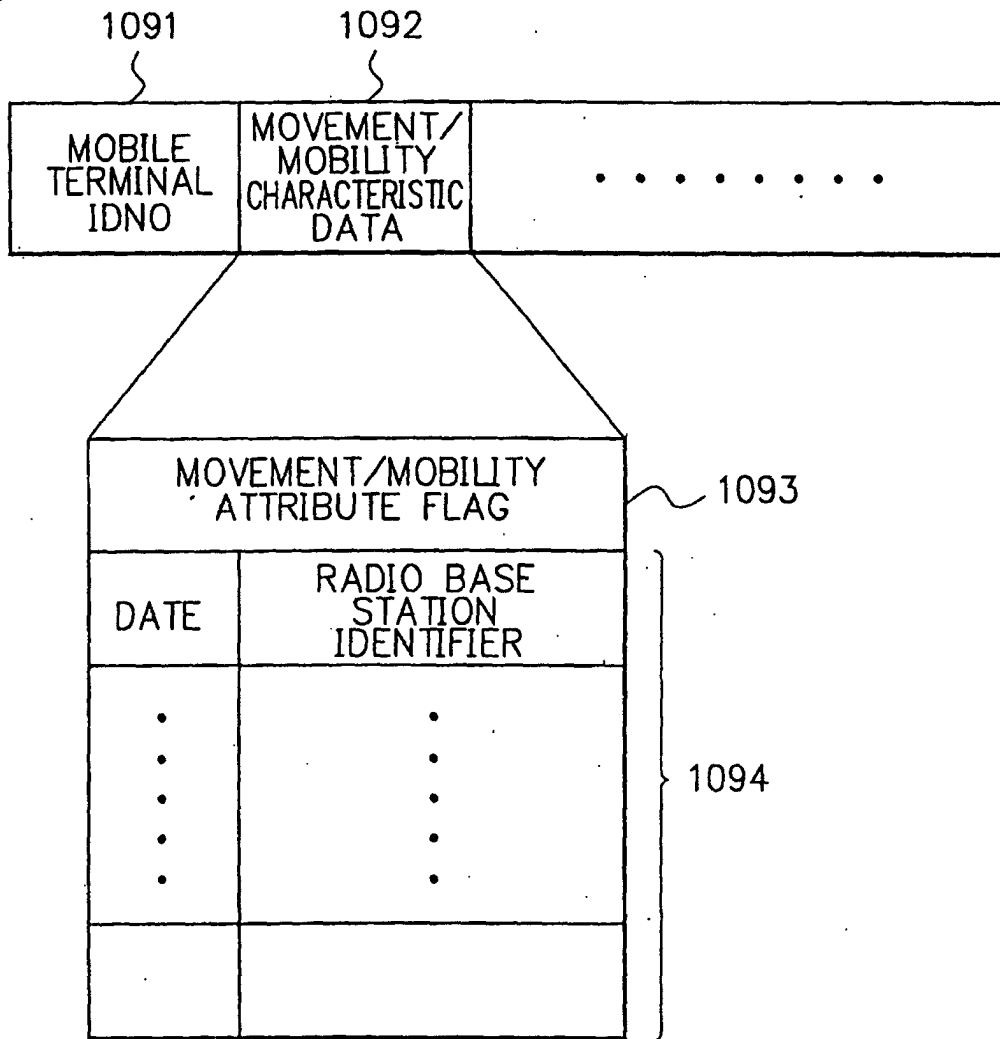 1091
1092
MOBILE
TERMINAL
IDNO
MOVEMENT/
MOBILITY
CHARACTERISTIC
DATA
MOVEMENT/MOBILITY
ATTRIBUTE FLAG
1093
DATE
RADIO BASE
STATION
IDENTIFIER
1094